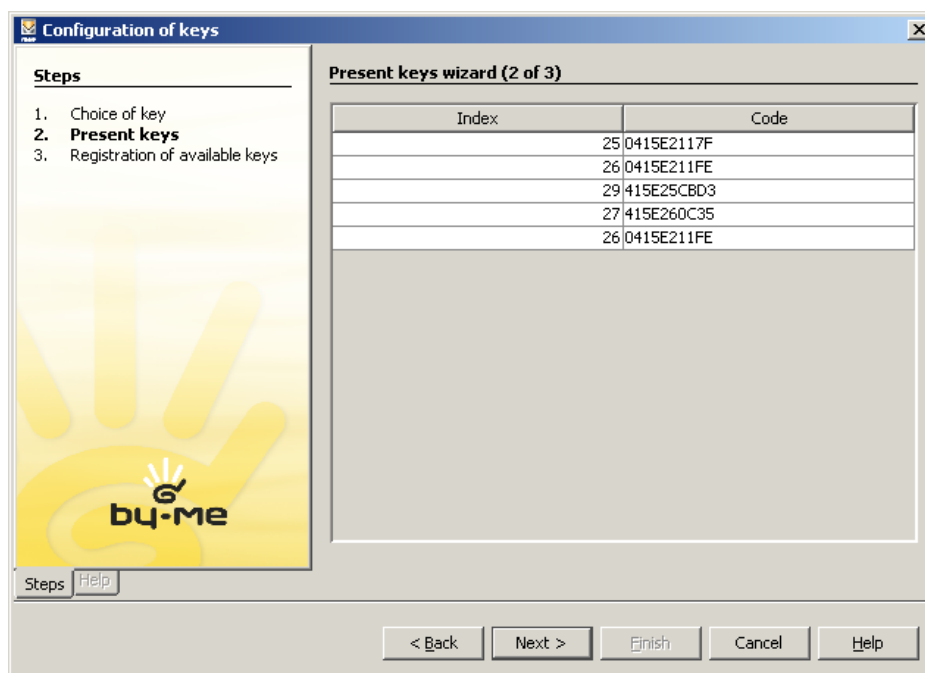 Configuration of keys
Steps
1. Choice of key
2. Present keys
3. Registration of available keys
by-me
Steps Help
Present keys wizard (2 of 3)
Index Code
25 0415E2117F
26 0415E211FE
29 415E25CBD3
27 415E260C35
26 0415E211FE
< Back Next > Finish Cancel Help